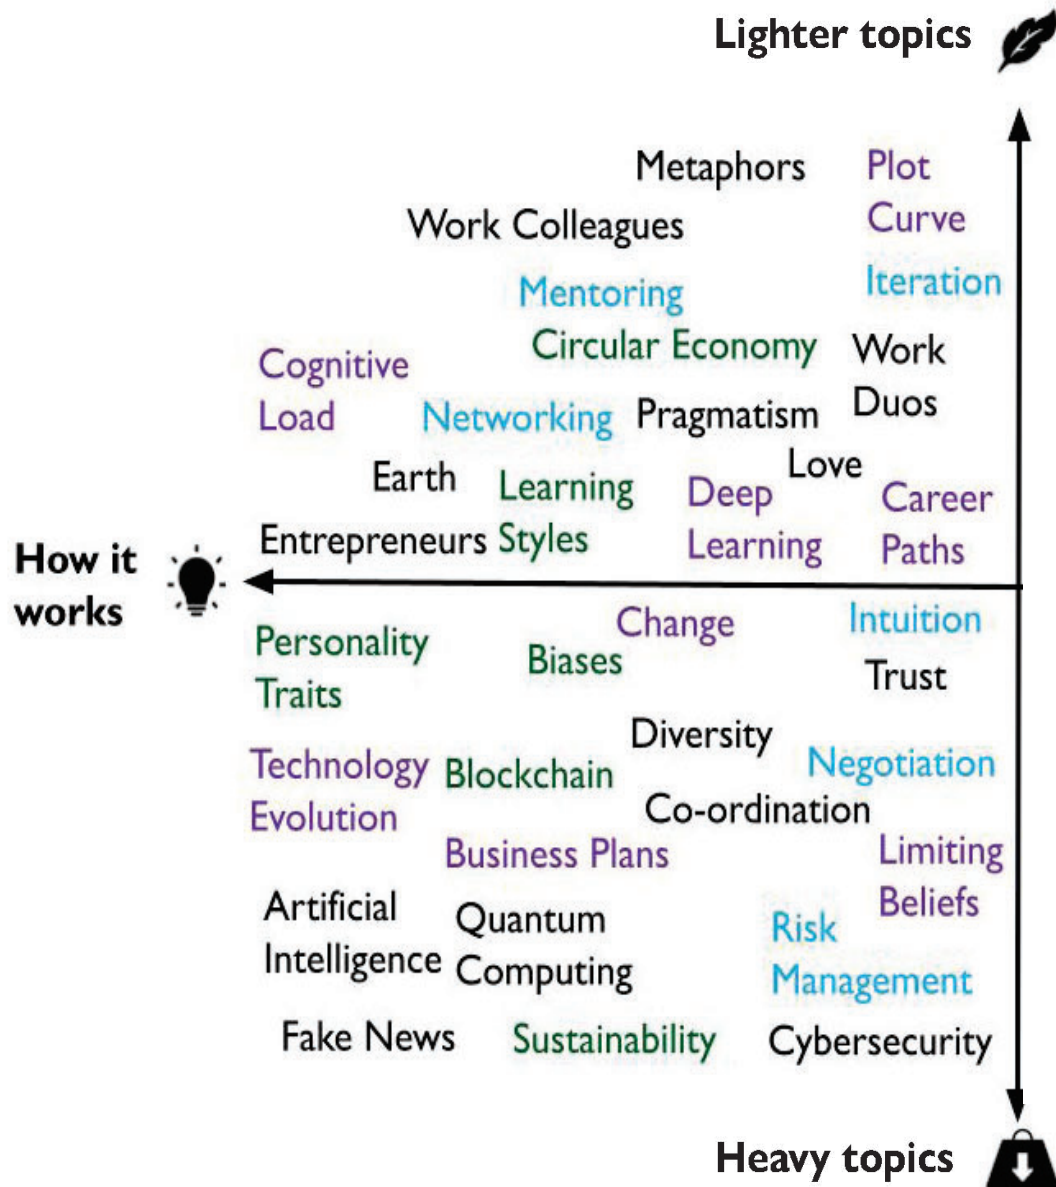 Lighter topics
Metaphors
Plot
Curve
Work Colleagues
Iteration
Mentoring
Circular Economy
Work
Duos
Cognitive
Load
Networking
Pragmatism
Love
Earth
Learning
Styles
Deep
Learning
Career
Paths
Entrepreneurs
How it
works
Change
Intuition
Personality
Traits
Biases
Trust
Diversity
Technology
Evolution
Blockchain
Negotiation
Co-ordination
Business Plans
Limiting
Beliefs
Artificial
Intelligence
Quantum
Computing
Risk
Management
Fake News
Sustainability
Cybersecurity
Heavy topics